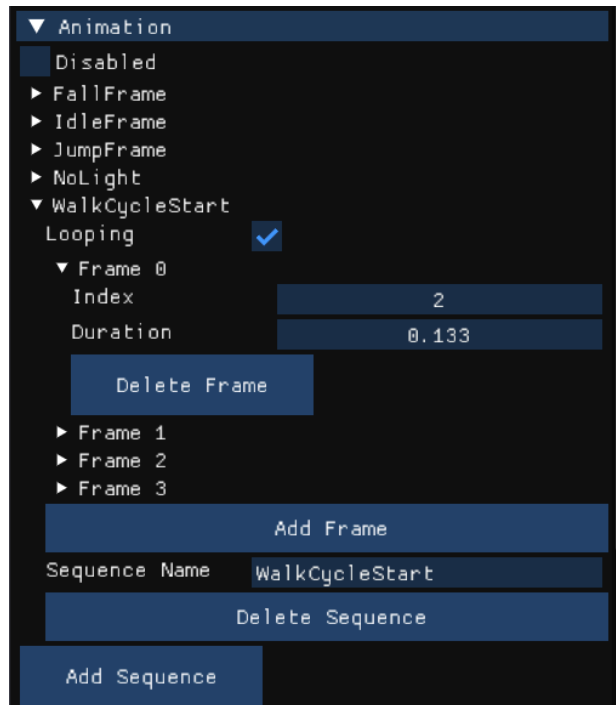 Animation
Disabled
FallFrame
IdleFrame
JumpFrame
NoLight
WalkCycleStart
Looping
Frame 0
Index 2
Duration 0.133
Delete Frame
Frame 1
Frame 2
Frame 3
Add Frame
Sequence Name WalkCycleStart
Delete Sequence
Add Sequence